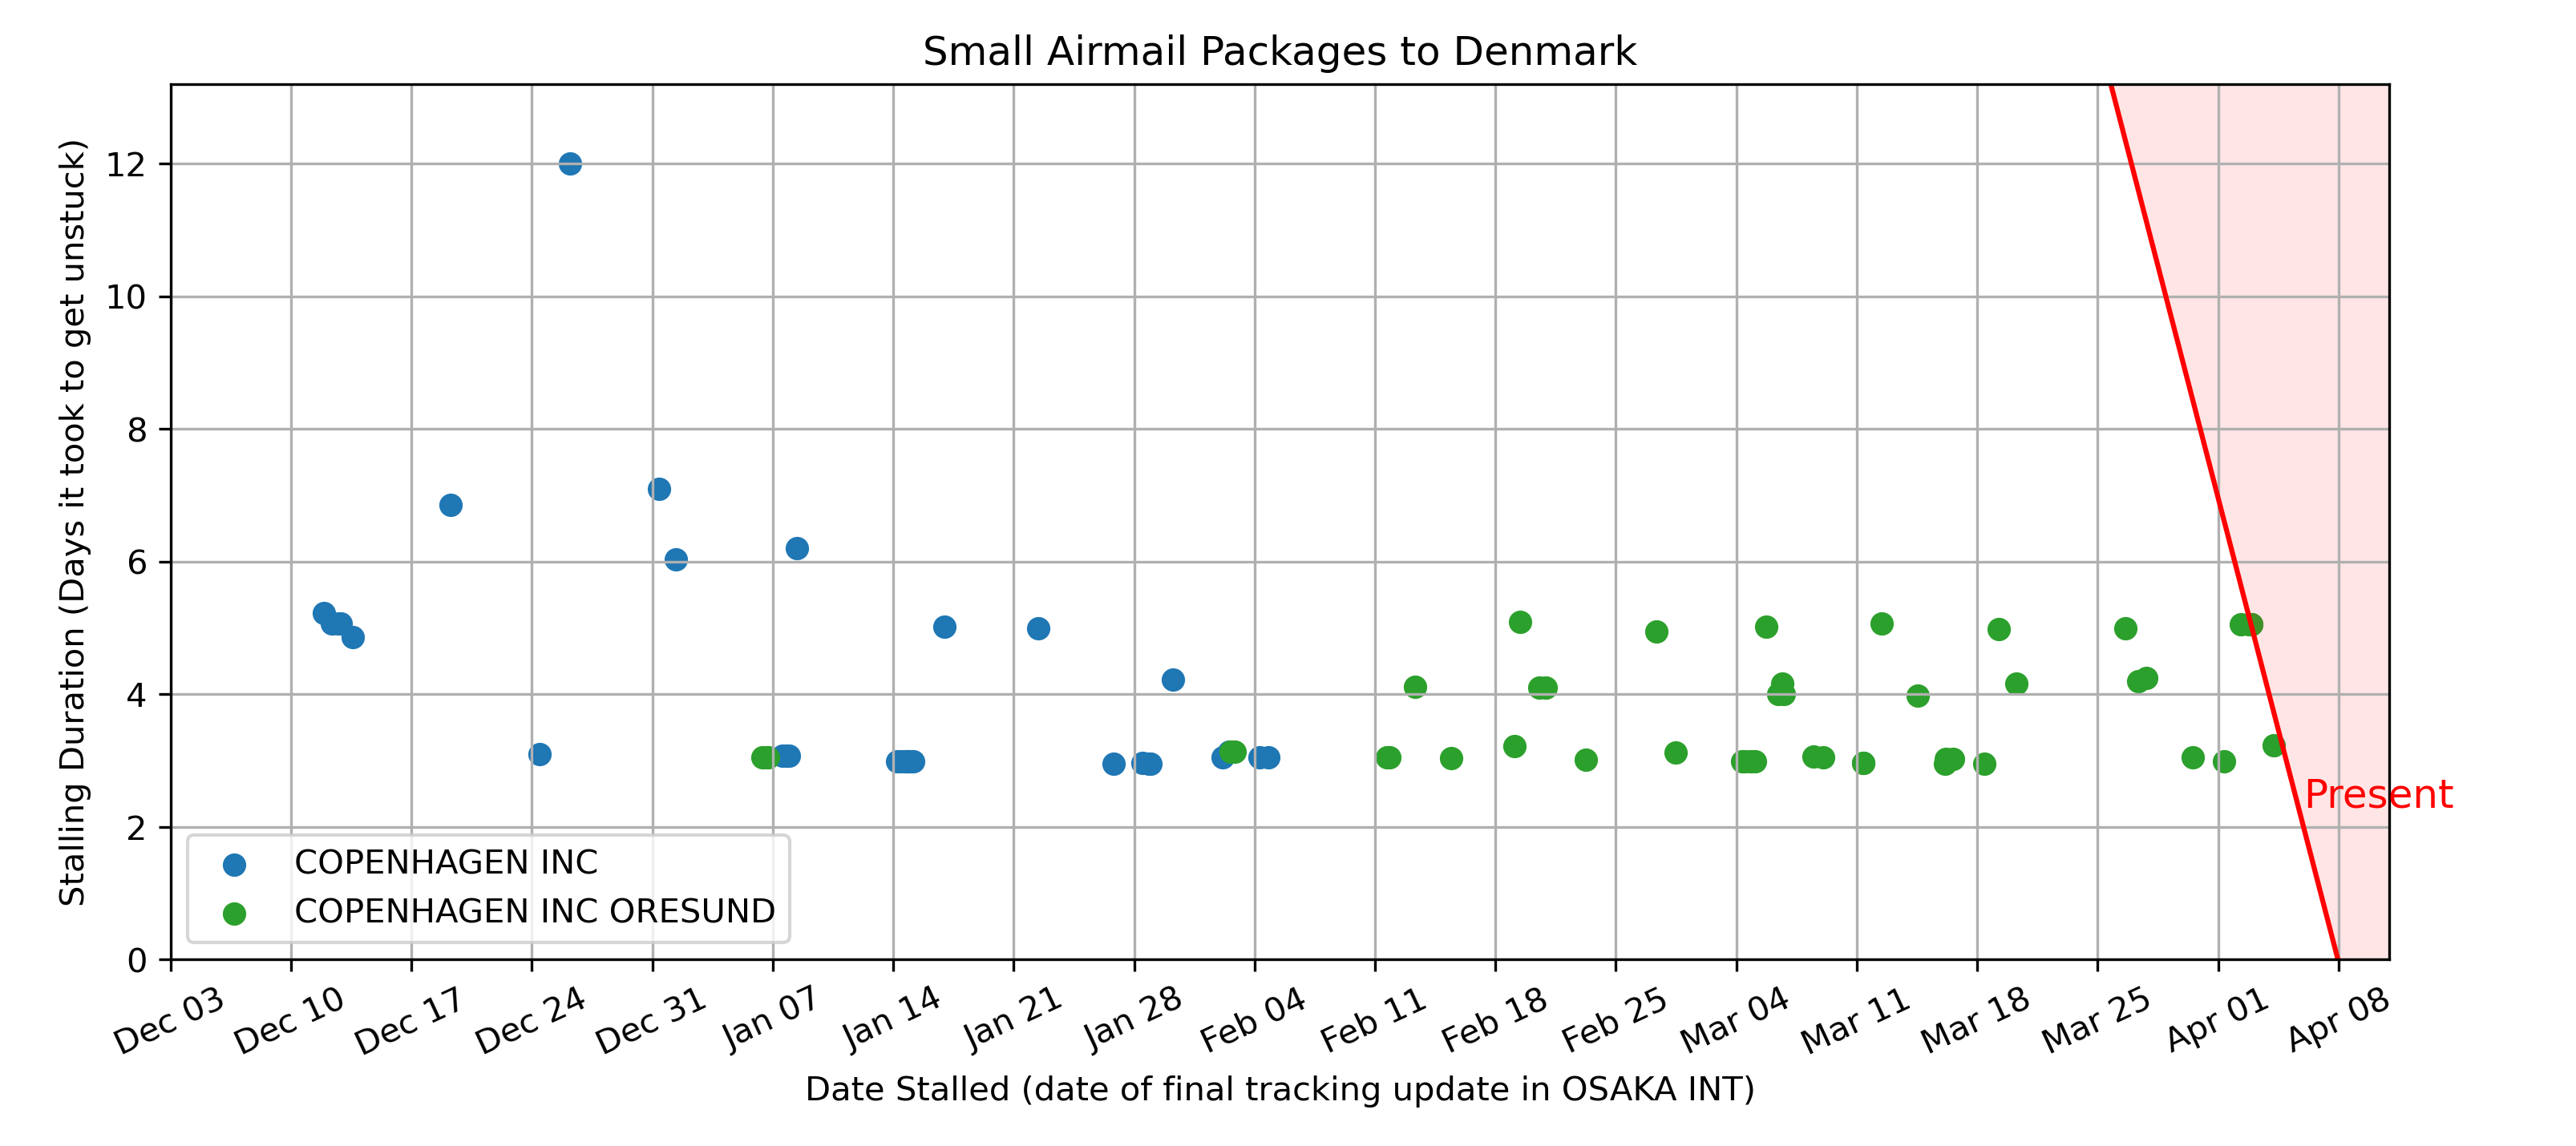 Small Airmail Packages to Denmark
Stalling Duration (Days it took to get unstuck)
12
10
8
6
4
2
0
Present
COPENHAGEN INC
COPENHAGEN INC ORESUND
Dec 03
Dec 10
Dec 17
Dec 24
Dec 31
Jan 07
Jan 14
Jan 21
Jan 28
Feb 04
Feb 11
Feb 18
Feb 25
Mar 04
Mar 11
Mar 18
Mar 25
Apr 01
Apr 08
Date Stalled (date of final tracking update in OSAKA INT)